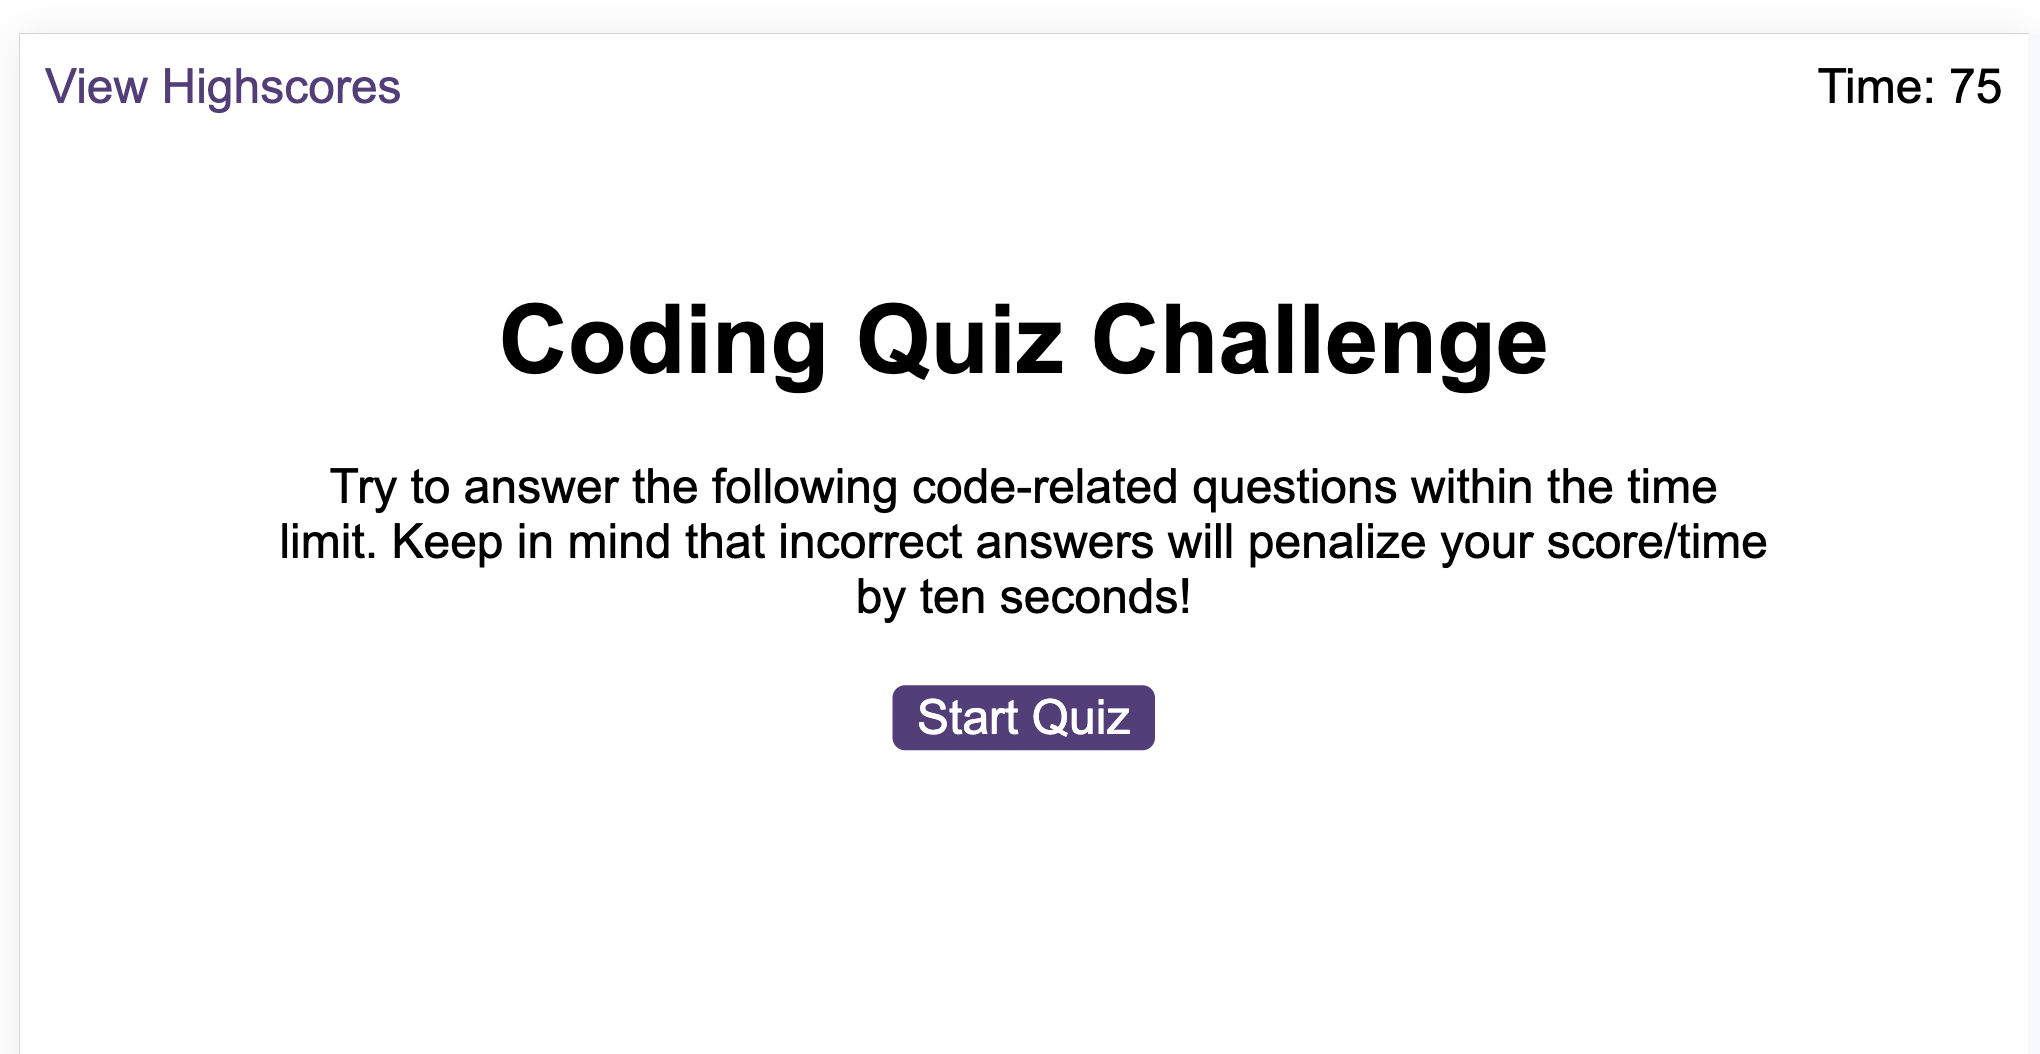 View Highscores
Time: 75
Coding Quiz Challenge
Try to answer the following code-related questions within the time
limit. Keep in mind that incorrect answers will penalize your score/time
by ten seconds!
Start Quiz